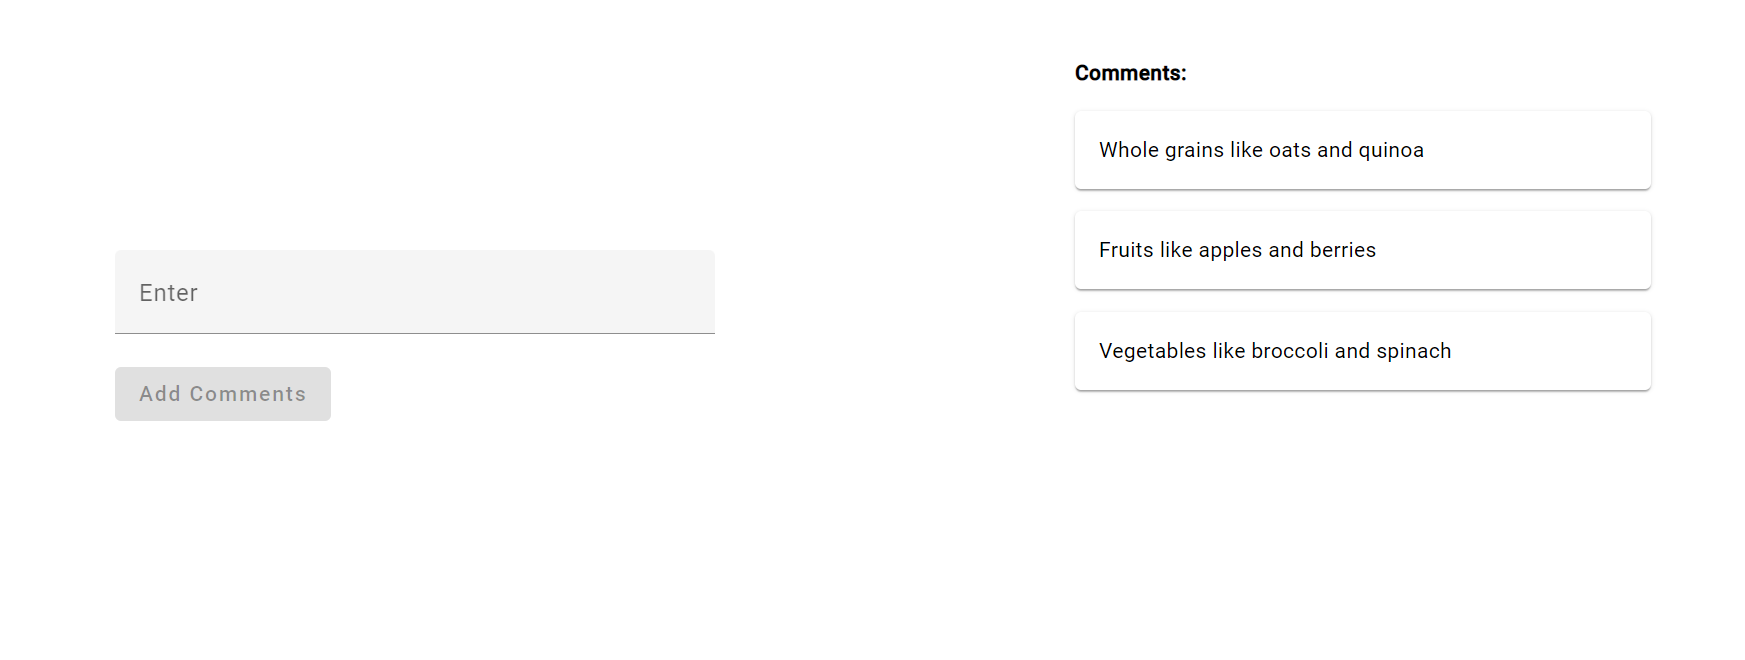 Enter
Add Comments
Comments:
Whole grains like oats and quinoa
Fruits like apples and berries
Vegetables like broccoli and spinach